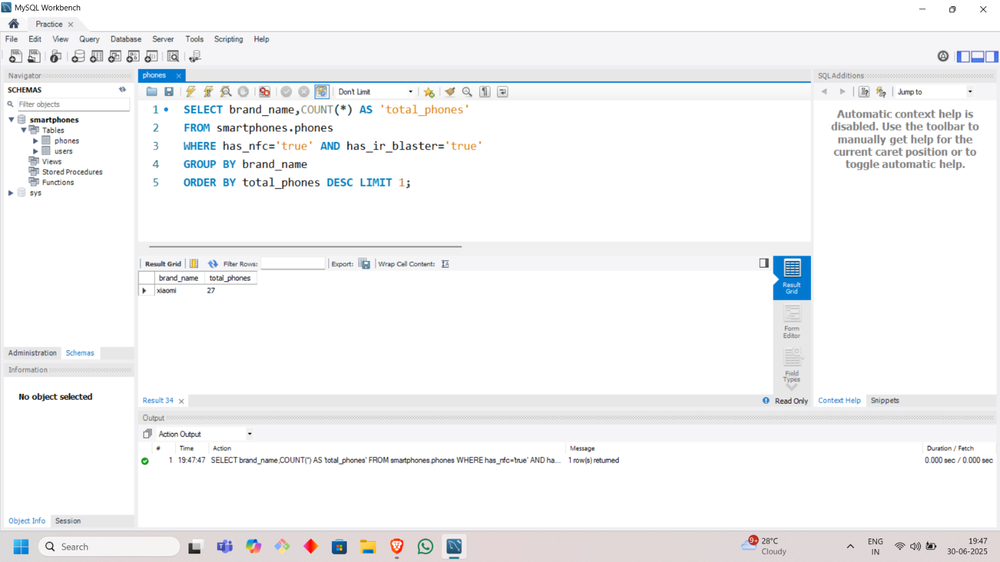 MySQL Workbench
Practice
File Edit View Query Database Server Tools Scripting Help
Navigator
SCHEMAS
Filter objects
smartphones
Tables
phones
users
Views
Stored Procedures
Functions
sys
Administration Schemas
Information
No object selected
Object Info Session
phones
Don't Limit
1 SELECT brand_name,COUNT(*) AS 'total_phones'
2 FROM smartphones.phones
3 WHERE has_nfc='true' AND has_ir_blaster='true'
4 GROUP BY brand_name
5 ORDER BY total_phones DESC LIMIT 1;
Result Grid Filter Rows: Export: Wrap Cell Content:
brand_name total_phones
xiaomi 27
Result Grid
Form Editor
Field Types
Result 34
Read Only
SQLAdditions
Jump to
Automatic context help is
disabled. Use the toolbar to
manually get help for the
current caret position or to
toggle automatic help.
Context Help Snippets
Output
Action Output
# Time Action Message Duration / Fetch
1 19:47:47 SELECT brand_name,COUNT(*) AS 'total_phones' FROM smartphones.phones WHERE has_nfc='true' AND ha... 1 row(s) returned 0.000 sec / 0.000 sec
Search
9+
28°C
Cloudy
ENG
IN
19:47
30-06-2025